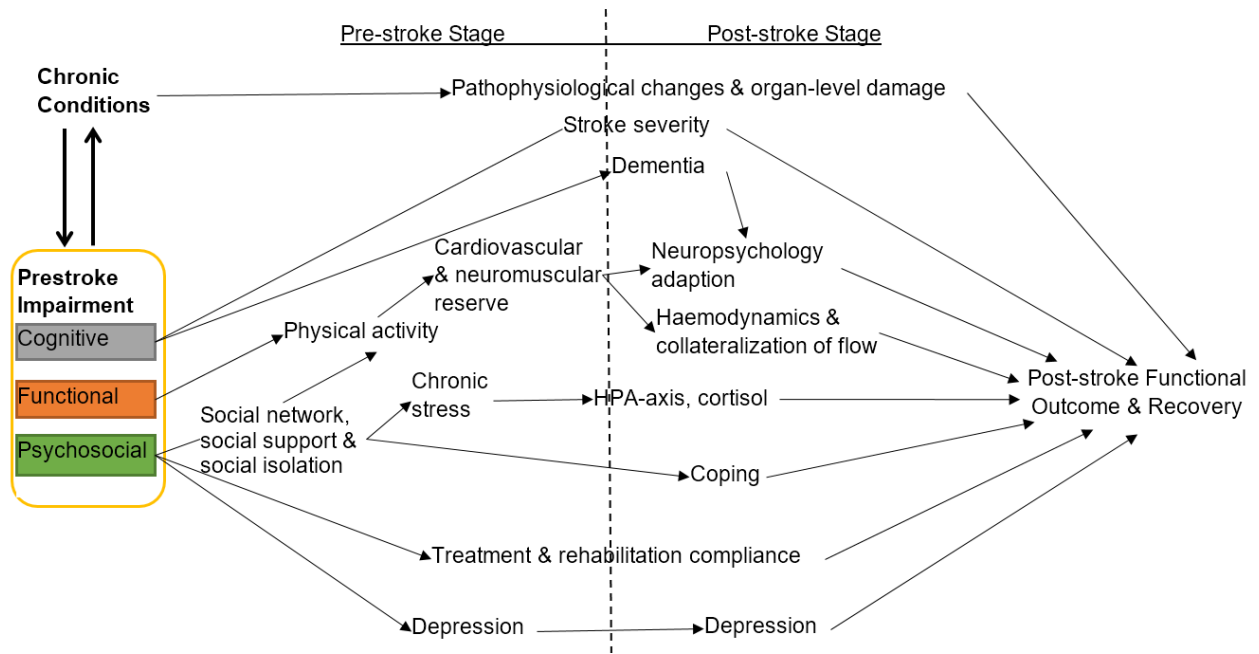 Pre-stroke Stage
Post-stroke Stage
Chronic
Conditions
Pathophysiological changes & organ-level damage
Stroke severity
Dementia
Prestroke
Impairment
Cognitive
Functional
Psychosocial
Cardiovascular
& neuromuscular
reserve
Neuropsychology
adaption
Physical activity
Haemodynamics &
collateralization of flow
Chronic
stress
HPA-axis, cortisol
Social network,
social support &
social isolation
Coping
Treatment & rehabilitation compliance
Depression
Depression
Post-stroke Functional
Outcome & Recovery